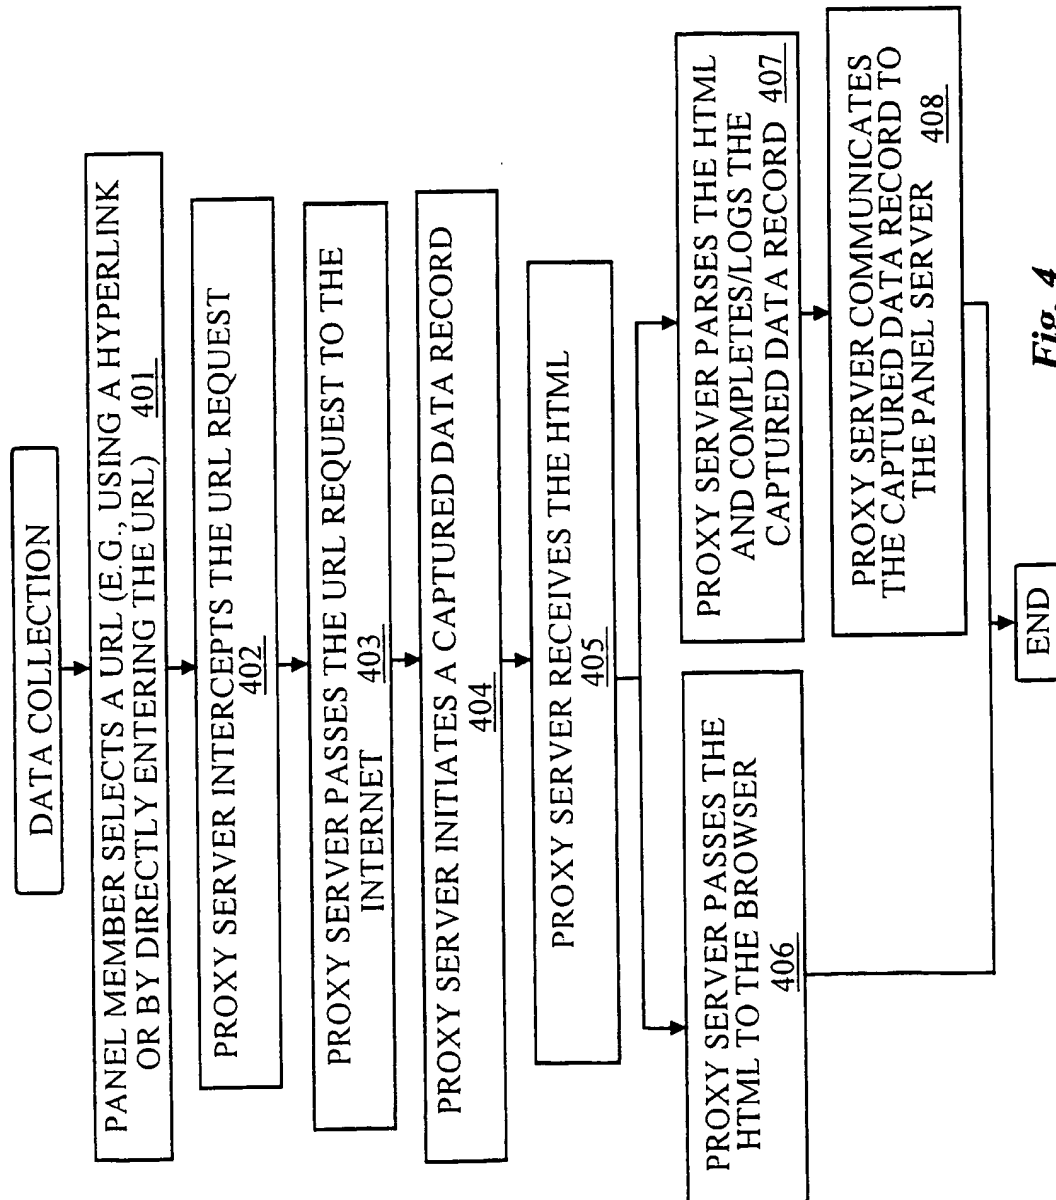 DATA COLLECTION
PANEL MEMBER SELECTS A URL (E.G., USING A HYPERLINK
OR BY DIRECTLY ENTERING THE URL) 401
PROXY SERVER INTERCEPTS THE URL REQUEST
402
PROXY SERVER PASSES THE URL REQUEST TO THE
INTERNET 403
PROXY SERVER INITIATES A CAPTURED DATA RECORD
404
PROXY SERVER RECEIVES THE HTML
405
PROXY SERVER PASSES THE
HTML TO THE BROWSER
406
PROXY SERVER PARSES THE HTML
AND COMPLETES/LOGS THE
CAPTURED DATA RECORD 407
PROXY SERVER COMMUNICATES
THE CAPTURED DATA RECORD TO
THE PANEL SERVER 408
END
Fig. 4